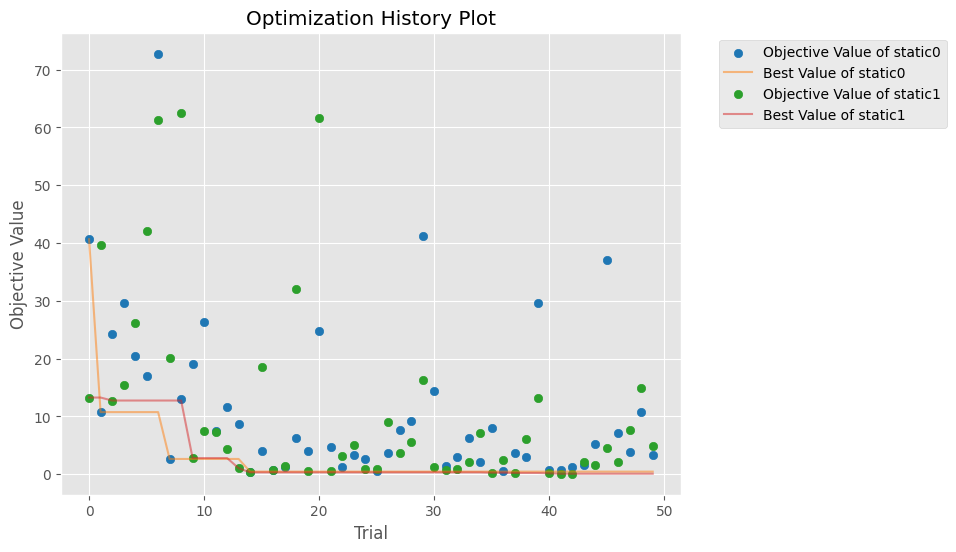 Optimization History Plot
Objective Value of static0
Best Value of static0
Objective Value of static1
Best Value of static1
Objective Value
70
60
50
40
30
20
10
0
0
10
20
30
40
50
Trial